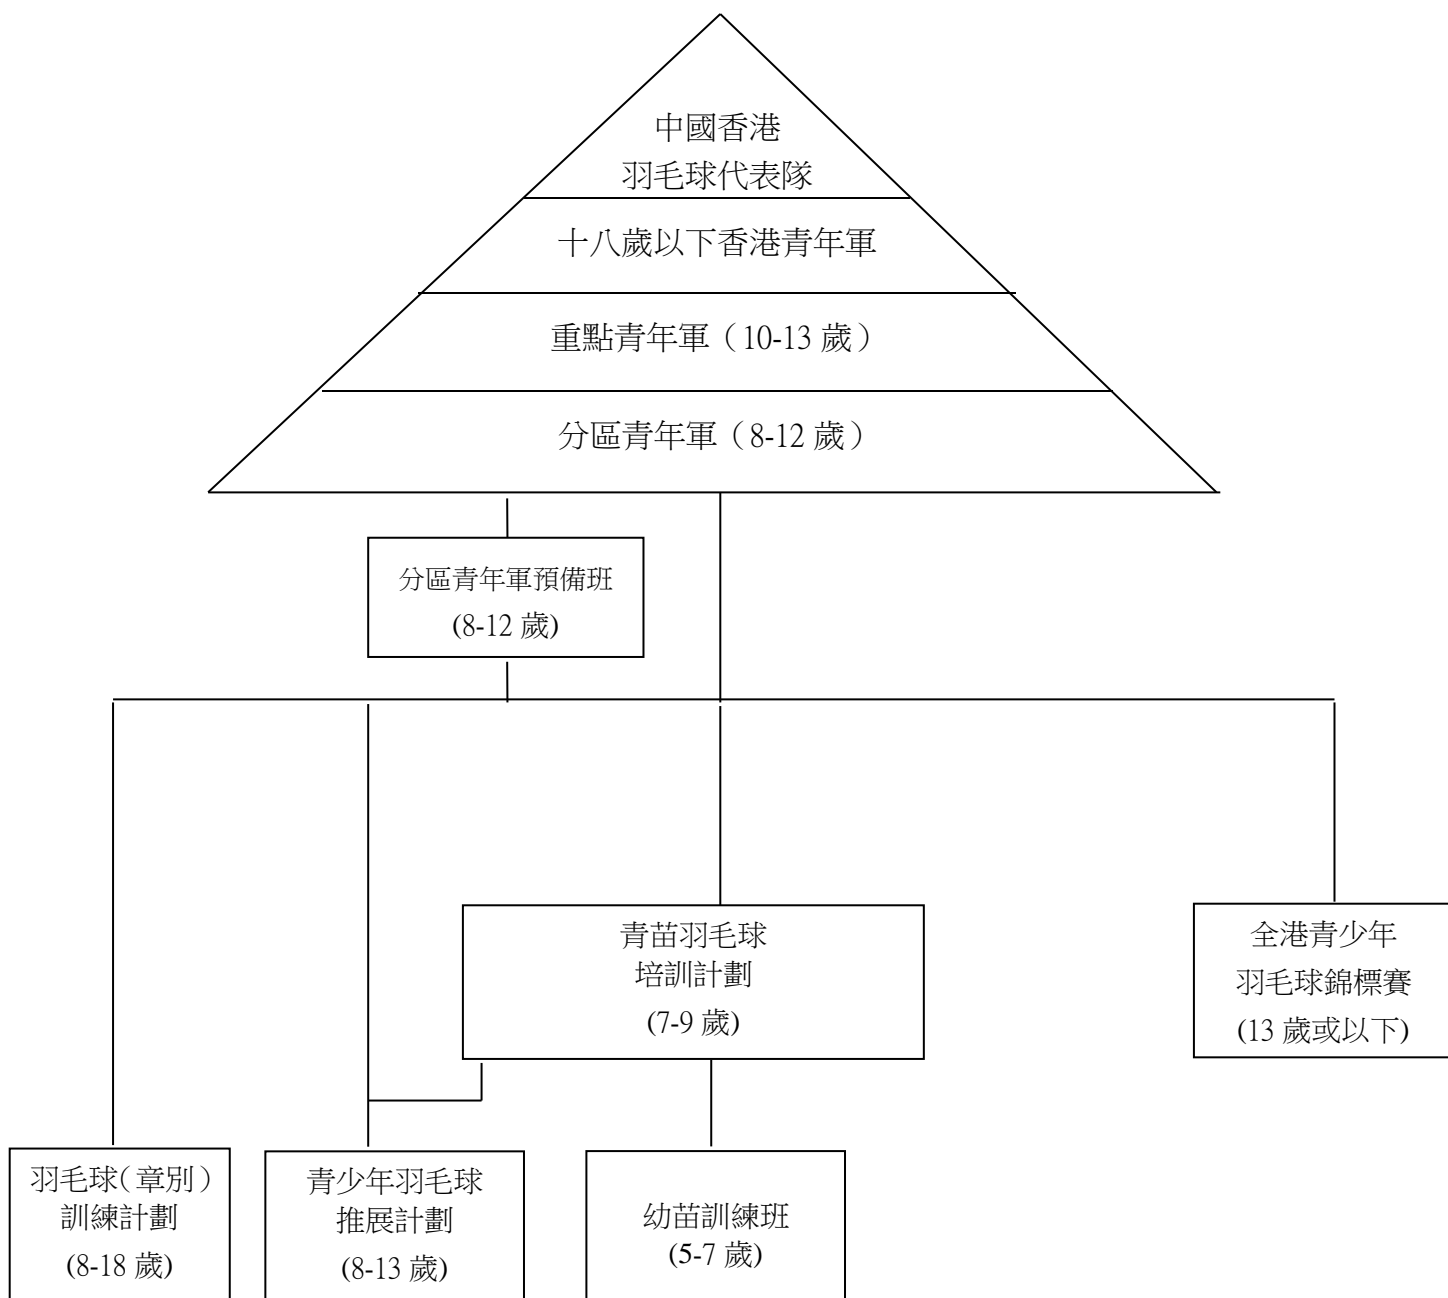 中國香港
羽毛球代表隊
十八歲以下香港青年軍
重點青年軍（10-13 歲）
分區青年軍（8-12 歲）
分區青年軍預備班
(8-12 歲)
青苗羽毛球
培訓計劃
(7-9 歲)
全港青少年
羽毛球錦標賽
(13 歲或以下)
羽毛球(章別)
訓練計劃
(8-18 歲)
青少年羽毛球
推展計劃
(8-13 歲)
幼苗訓練班
(5-7 歲)